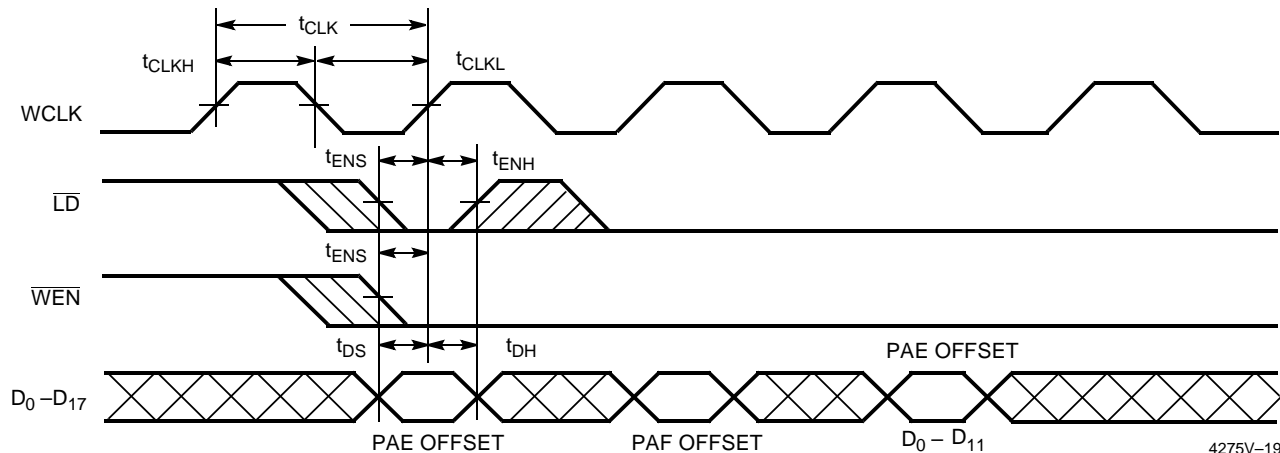 tCLK
tCLKH
tCLKL
WCLK
tENS
tENH
LD
tENS
WEN
tDS
tDH
PAE OFFSET
D0 –D17
PAE OFFSET
PAF OFFSET
D0 – D11
4275V–19